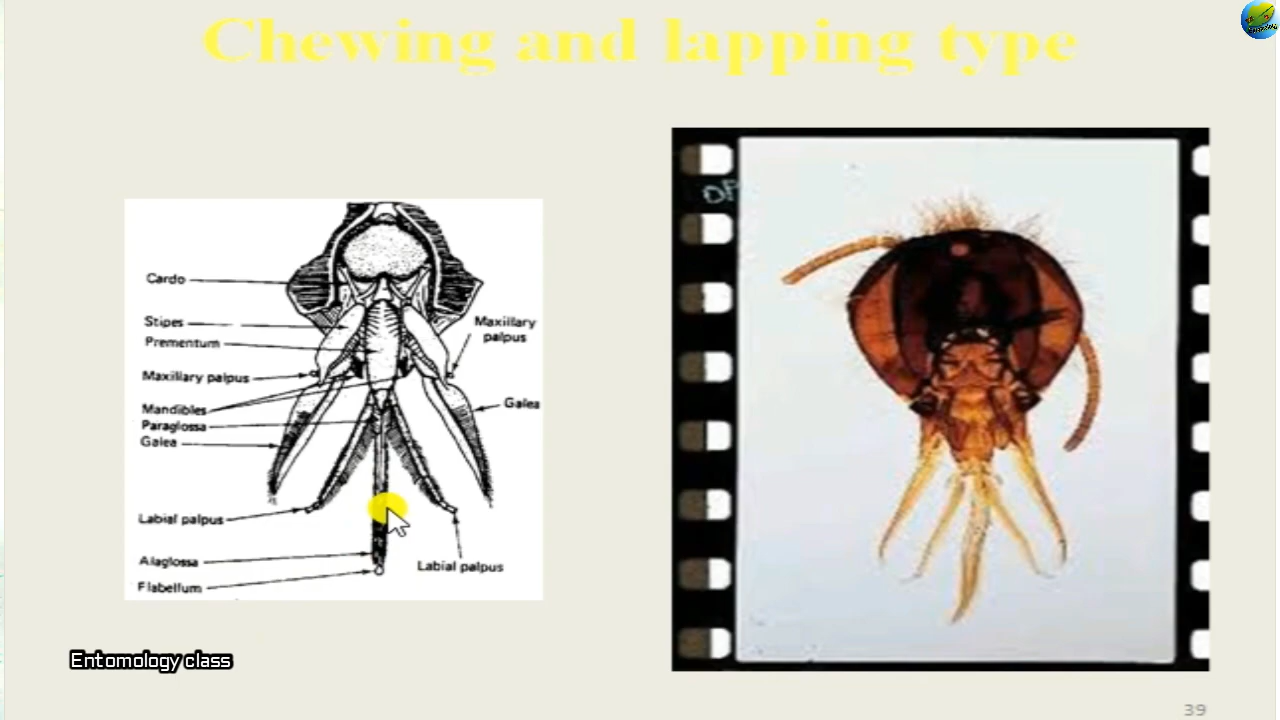 Chewing and lapping type
Cardo
Stipes
Prementum
Maxillary palpus
Mandibles
Paraglossa
Galea
Labial palpus
Alaglossa
Flabellum
Maxillary
palpus
Galea
Labial palpus
Entomology class
39